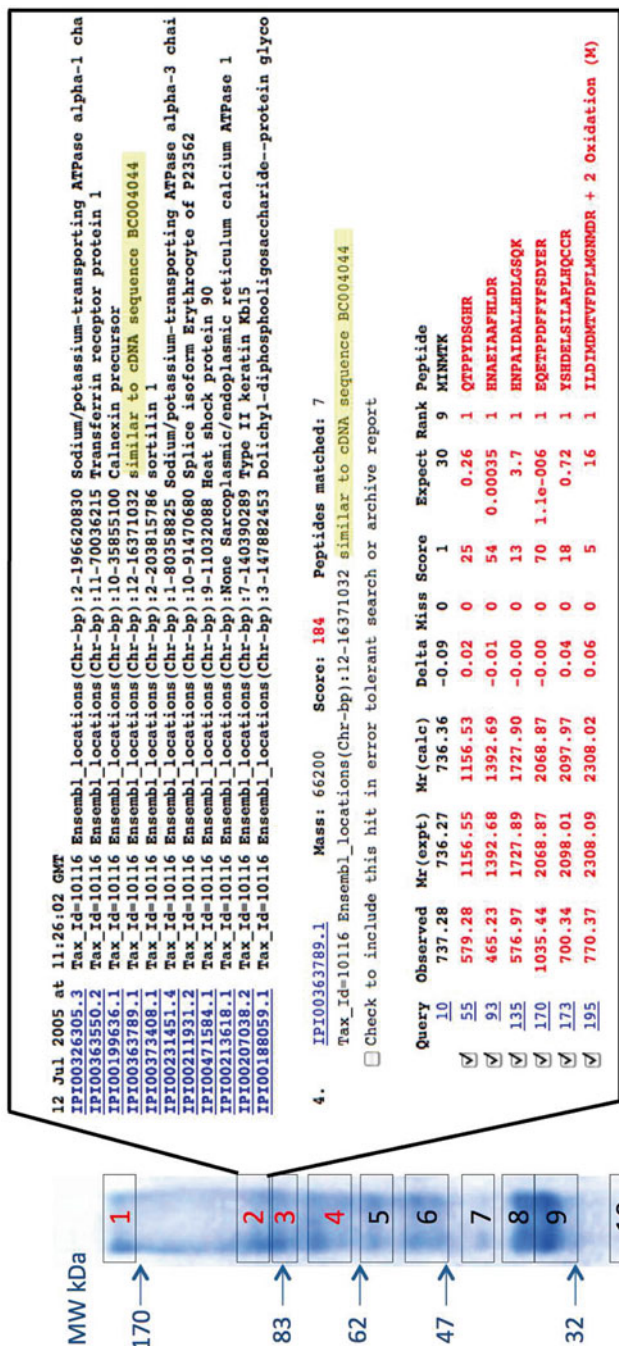 MW kDa
170
83
62
47
32
1
2
3
4
5
6
7
8
9
12 Jul 2005 at 11:26:02 GMT
IPI00326305.3 Tax_Id=10116 Ensembl_locations(Chr-bp):2-196620830 Sodium/potassium-transporting ATPase alpha-1 cha
IPI00363550.2 Tax_Id=10116 Ensembl_locations(Chr-bp):11-70036215 Transferrin receptor protein 1
IPI00199636.1 Tax_Id=10116 Ensembl_locations(Chr-bp):10-35855100 Calnexin precursor
IPI00363789.1 Tax_Id=10116 Ensembl_locations(Chr-bp):12-16371032 similar to cDNA sequence BC004044
IPI00373408.1 Tax_Id=10116 Ensembl_locations(Chr-bp):2-203815786 sortilin 1
IPI00231451.4 Tax_Id=10116 Ensembl_locations(Chr-bp):1-80358825 Sodium/potassium-transporting ATPase alpha-3 chai
IPI00211931.2 Tax_Id=10116 Ensembl_locations(Chr-bp):10-91470680 Splice isoform Erythrocyte of P23562
IPI00471584.1 Tax_Id=10116 Ensembl_locations(Chr-bp):9-11032088 Heat shock protein 90
IPI00213618.1 Tax_Id=10116 Ensembl_locations(Chr-bp):None Sarcoplasmic/endoplasmic reticulum calcium ATPase 1
IPI00207038.2 Tax_Id=10116 Ensembl_locations(Chr-bp):7-140390289 Type II keratin Kb15
IPI00188059.1 Tax_Id=10116 Ensembl_locations(Chr-bp):3-147882453 Dolichyl-diphosphooligosaccharide--protein glyco
4. IPI00363789.1 Mass: 66200 Score: 184 Peptides matched: 7
Tax_Id=10116 Ensembl_locations(Chr-bp):12-16371032 similar to cDNA sequence BC004044
Check to include this hit in error tolerant search or archive report
Query Observed Mr(expt) Mr(calc) Delta Miss Score Expect Rank Peptide
10 737.28 736.27 736.36 -0.09 0 1 30 9 MINMTK
55 579.28 1156.55 1156.53 0.02 0 25 0.26 1 QTPPYDSGHR
93 465.23 1392.68 1392.69 -0.01 0 54 0.00035 1 HNAEIAAFHLDR
135 576.97 1727.89 1727.90 -0.00 0 13 3.7 1 HNPAIDALLHDLGSQK
170 1035.44 2068.87 2068.87 -0.00 0 70 1.1e-006 1 EQETPPDFFYFSDYER
173 700.34 2098.01 2097.97 0.04 0 18 0.72 1 YSHDELSILAPLHQCCR
195 770.37 2308.09 2308.02 0.06 0 5 16 1 ILDIMDMTVFDFLMGNMDR + 2 Oxidation (M)